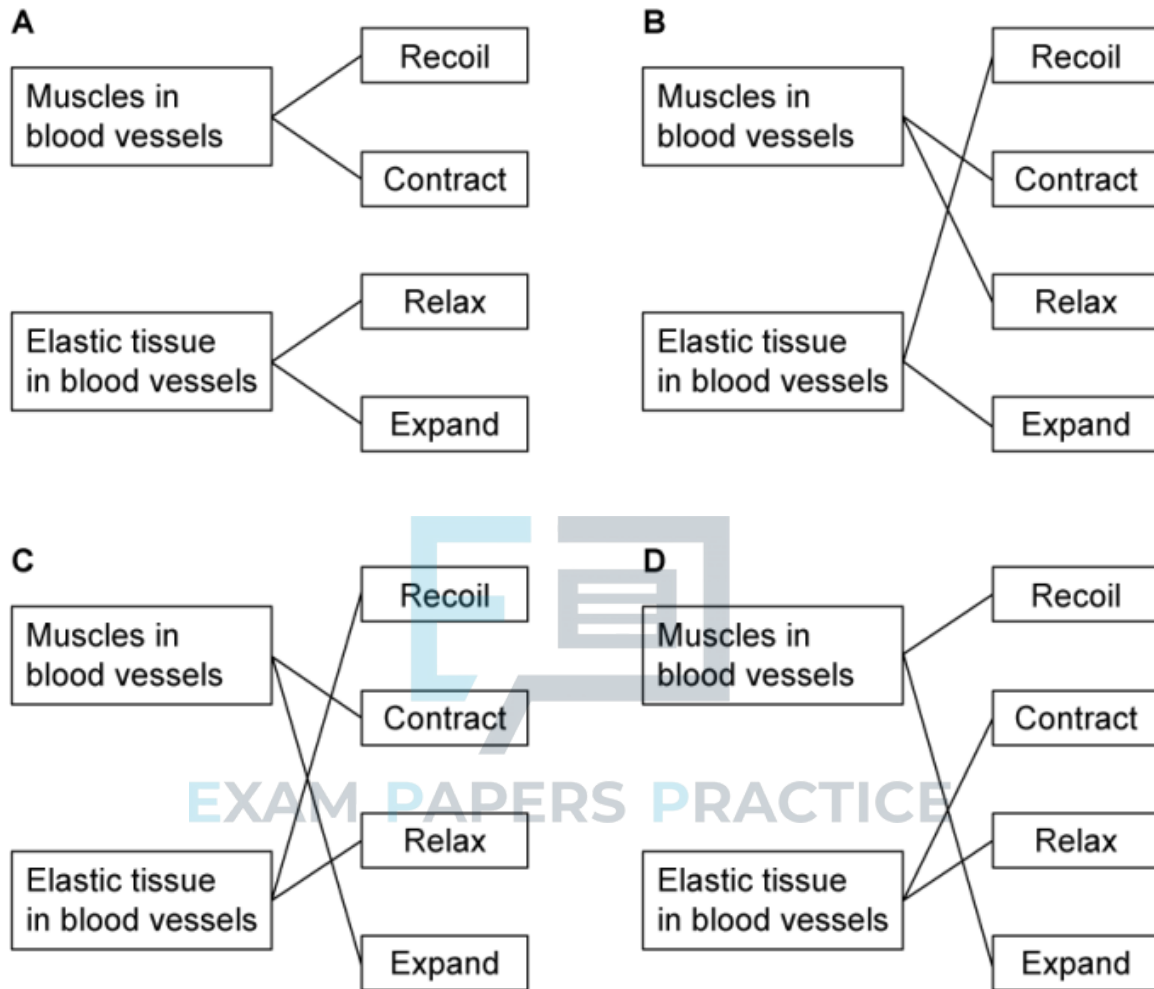 A
Muscles in
blood vessels
Recoil
Contract
Elastic tissue
in blood vessels
Relax
Expand
B
Muscles in
blood vessels
Recoil
Contract
Elastic tissue
in blood vessels
Relax
Expand
C
Muscles in
blood vessels
Recoil
Contract
Elastic tissue
in blood vessels
Relax
Expand
D
Muscles in
blood vessels
Recoil
Contract
Elastic tissue
in blood vessels
Relax
Expand
EXAM PAPERS PRACTICE